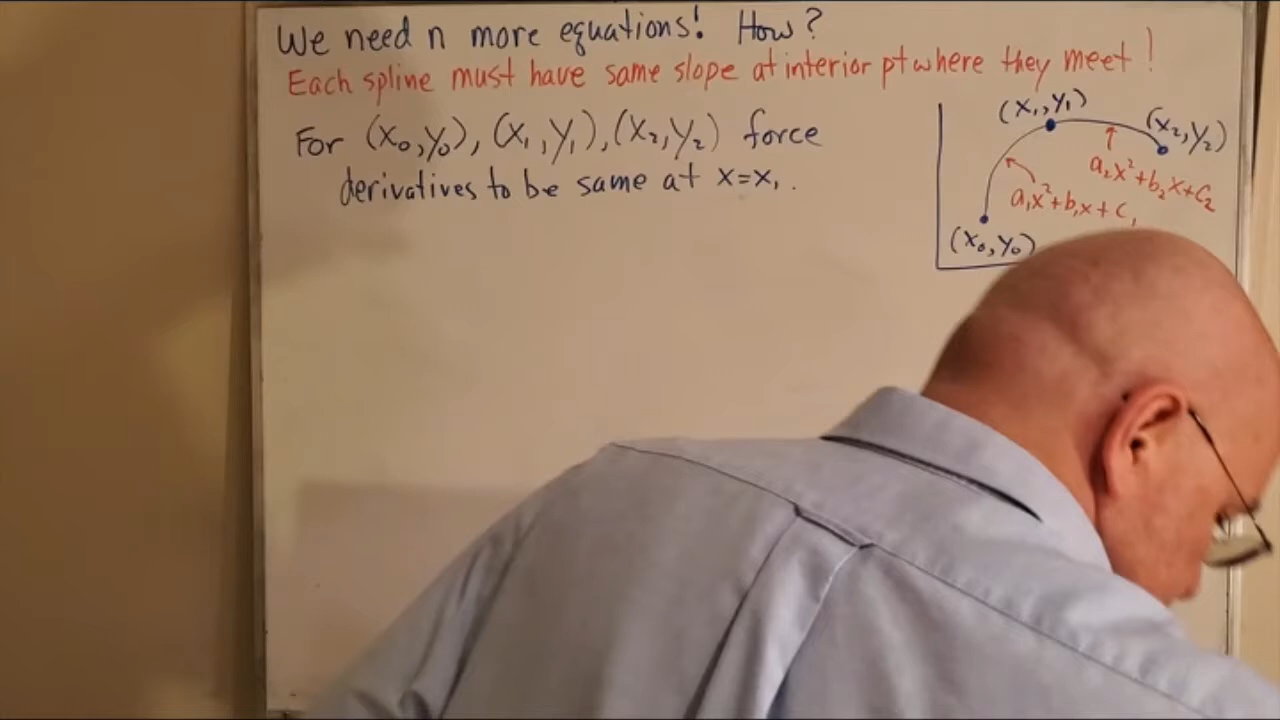 We need n more equations! How?
Each spline must have same slope at interior pt where they meet!
For (x₀,y₀), (x₁,y₁), (x₂,y₂) force
derivatives to be same at x=x₁.
(x₁,y₁)
(x₂,y₂)
a₂x²+b₂x+c₂
a₁x²+b₁x+c₁
(x₀,y₀)